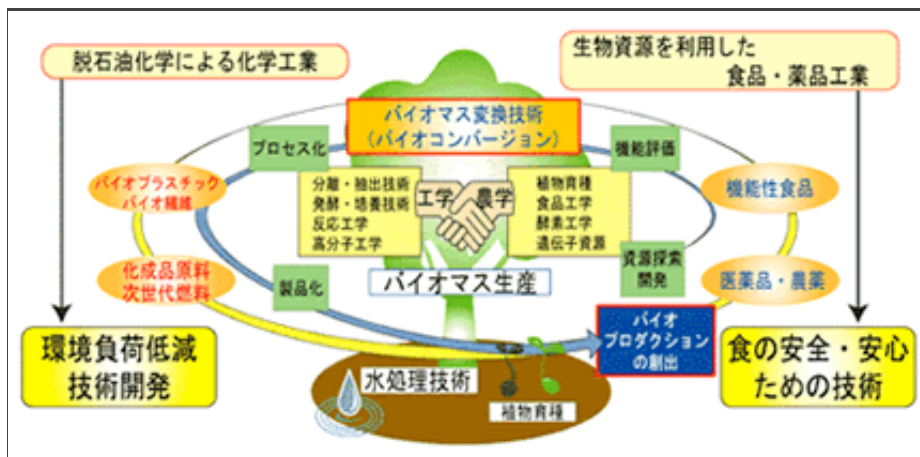 脱石油化学による化学工業
生物資源を利用した
食品・薬品工業
バイオマス変換技術
(バイオコンバージョン)
プロセス化
機能評価
バイオプラスチック
バイオ繊維
分離・抽出技術
発酵・培養技術
反応工学
高分子工学
工学
農学
植物育種
食品工学
酵素工学
遺伝子資源
機能性食品
化成品原料
次世代燃料
製品化
バイオマス生産
資源探索
開発
医薬品・農薬
環境負荷低減
技術開発
バイオ
プロダクション
の創出
食の安全・安心
ための技術
水処理技術
植物育種